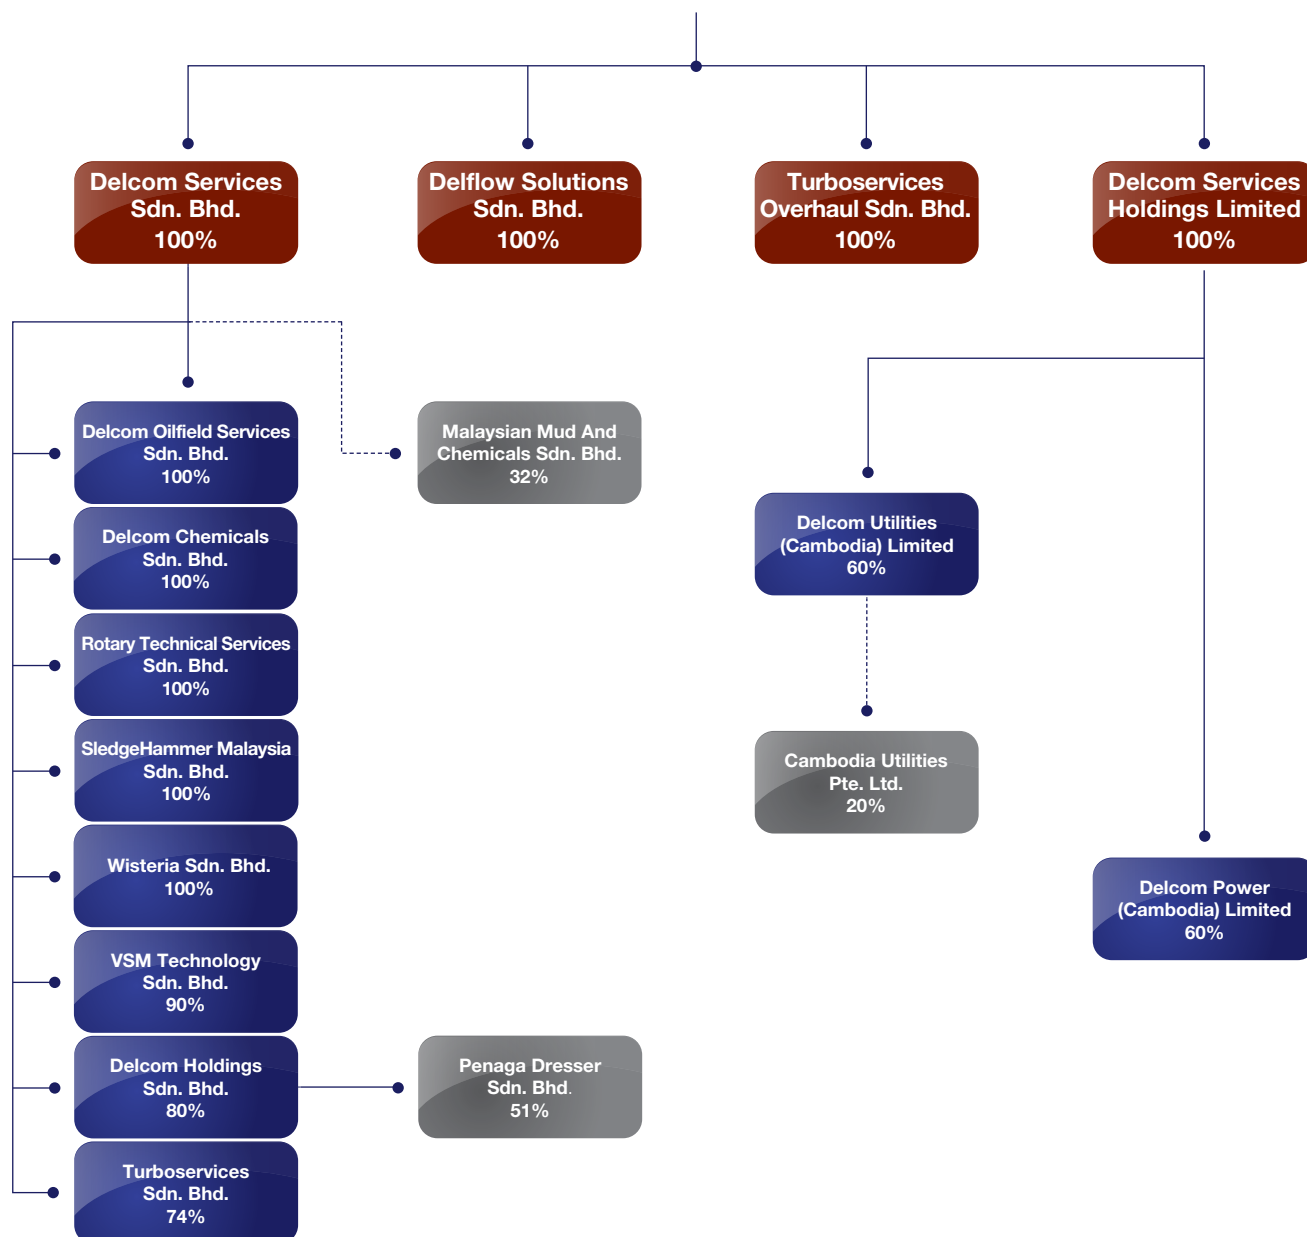 Delcom Services
Sdn. Bhd.
100%
Delflow Solutions
Sdn. Bhd.
100%
Turboservices
Overhaul Sdn. Bhd.
100%
Delcom Services
Holdings Limited
100%
Delcom Oilfield Services
Sdn. Bhd.
100%
Malaysian Mud And
Chemicals Sdn. Bhd.
32%
Delcom Utilities
(Cambodia) Limited
60%
Delcom Chemicals
Sdn. Bhd.
100%
Rotary Technical Services
Sdn. Bhd.
100%
SledgeHammer Malaysia
Sdn. Bhd.
100%
Cambodia Utilities
Pte. Ltd.
20%
Wisteria Sdn. Bhd.
100%
Delcom Power
(Cambodia) Limited
60%
VSM Technology
Sdn. Bhd.
90%
Delcom Holdings
Sdn. Bhd.
80%
Penaga Dresser
Sdn. Bhd.
51%
Turboservices
Sdn. Bhd.
74%